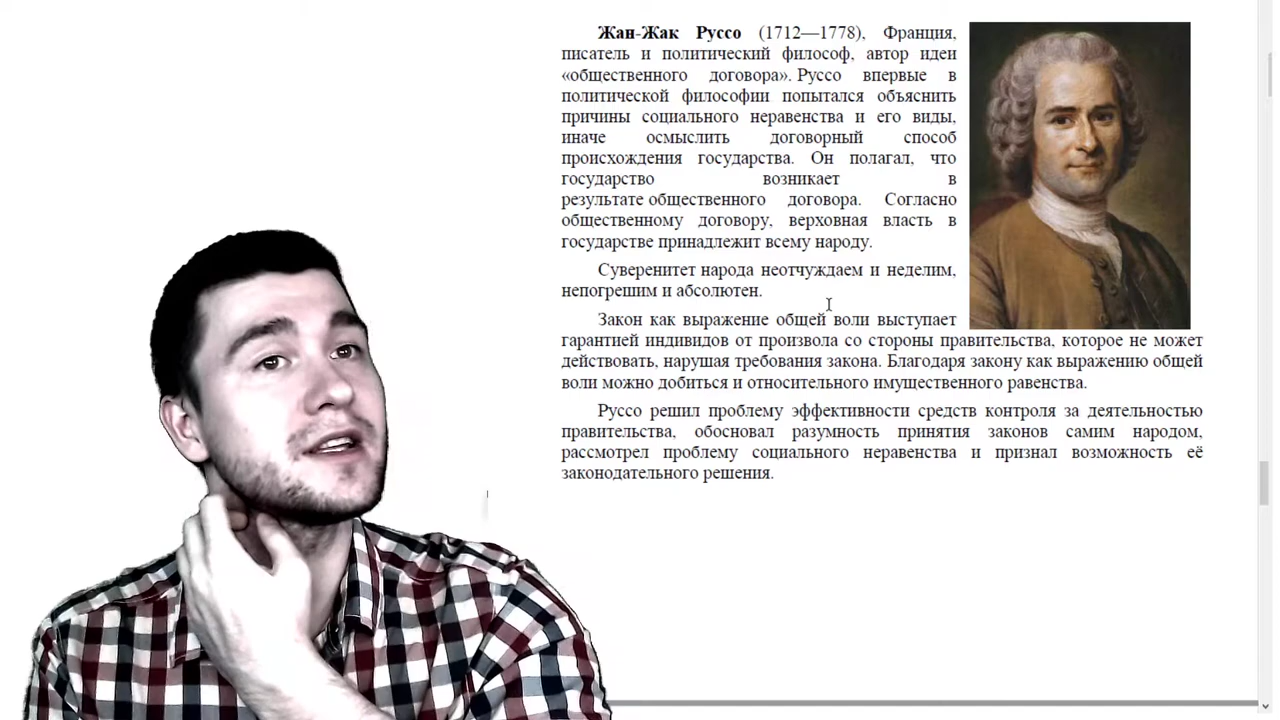 Жан-Жак Руссо (1712—1778), Франция,
писатель и политический философ, автор идеи
«общественного договора». Руссо впервые в
политической философии попытался объяснить
причины социального неравенства и его виды,
иначе осмыслить договорный способ
происхождения государства. Он полагал, что
государство возникает в
результате общественного договора. Согласно
общественному договору, верховная власть в
государстве принадлежит всему народу.
Суверенитет народа неотчуждаем и неделим,
непогрешим и абсолютен.
Закон как выражение общей воли выступает
гарантией индивидов от произвола со стороны правительства, которое не может
действовать, нарушая требования закона. Благодаря закону как выражению общей
воли можно добиться и относительного имущественного равенства.
Руссо решил проблему эффективности средств контроля за деятельностью
правительства, обосновал разумность принятия законов самим народом,
рассмотрел проблему социального неравенства и признал возможность её
законодательного решения.